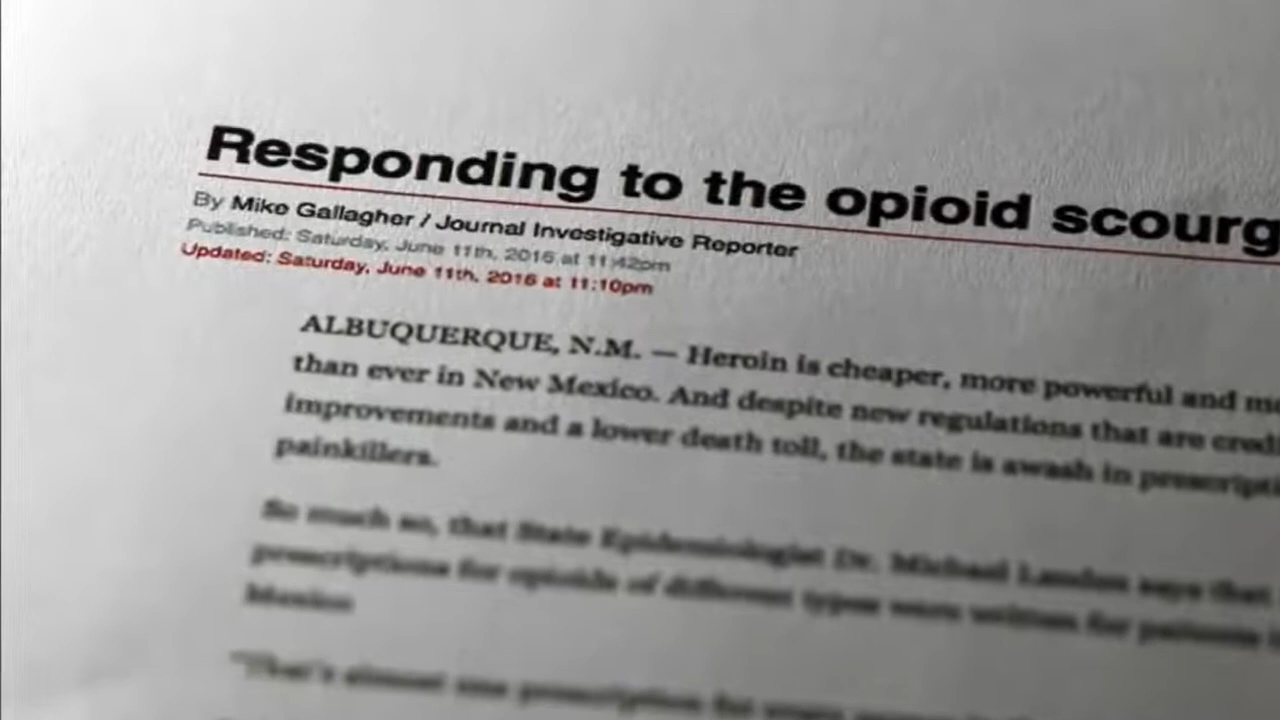 Responding to the opioid scourg
By Mike Gallagher / Journal Investigative Reporter
Published: Saturday, June 11th, 2016 at 11:42pm
Updated: Saturday, June 11th, 2016 at 11:10pm
ALBUQUERQUE, N.M. — Heroin is cheaper, more powerful and mo
than ever in New Mexico. And despite new regulations that are cred
improvements and a lower death toll, the state is awash in prescripti
painkillers.
So much so, that State Epidemiologist Dr. Michael Landen says that
prescriptions for opioids of different types were written for patients i
Mexico
"That's almost one prescription for every